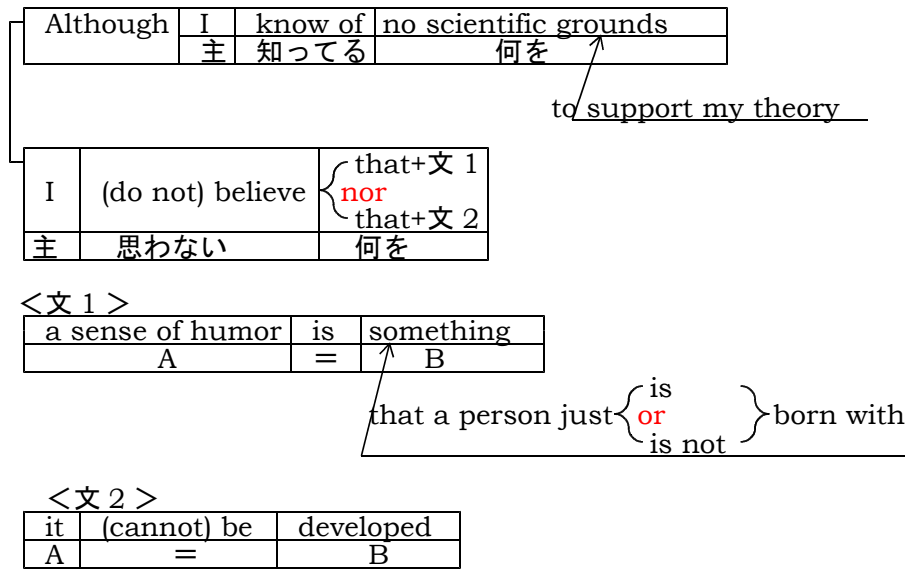 Although I know of no scientific grounds
主 知ってる 何を
to support my theory
that+文 1
I (do not) believe nor
that+文 2
主 思わない 何を
＜文 1 ＞
a sense of humor is something
A ＝ B
is
that a person just or born with
is not
＜文 2 ＞
it (cannot) be developed
A ＝ B